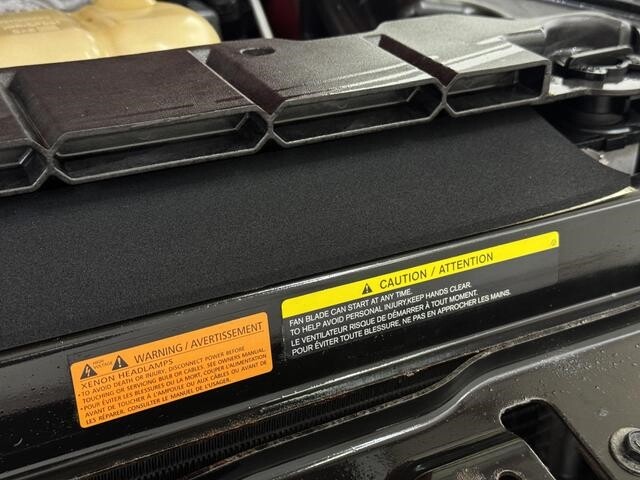 CAUTION / ATTENTION
FAN BLADE CAN START AT ANY TIME.
TO HELP AVOID PERSONAL INJURY,KEEP HANDS CLEAR.
LE VENTILATEUR RISQUE DE DÉMARRER À TOUT MOMENT.
POUR ÉVITER TOUTE BLESSURE, NE PAS EN APPROCHER LES MAINS.
HIGH VOLTAGE
WARNING / AVERTISSEMENT
XENON HEADLAMPS
•TO AVOID DEATH OR INJURY, DISCONNECT POWER BEFORE
TOUCHING OR SERVICING BULB OR CABLES. SEE OWNERS MANUAL.
•POUR ÉVITER LES BLESSURES OU LA MORT, COUPER L'ALIMENTATION
AVANT DE TOUCHER À L'AMPOULE OU AUX CÂBLES OU AVANT DE
LES RÉPARER. CONSULTER LE MANUEL DE L'USAGER.